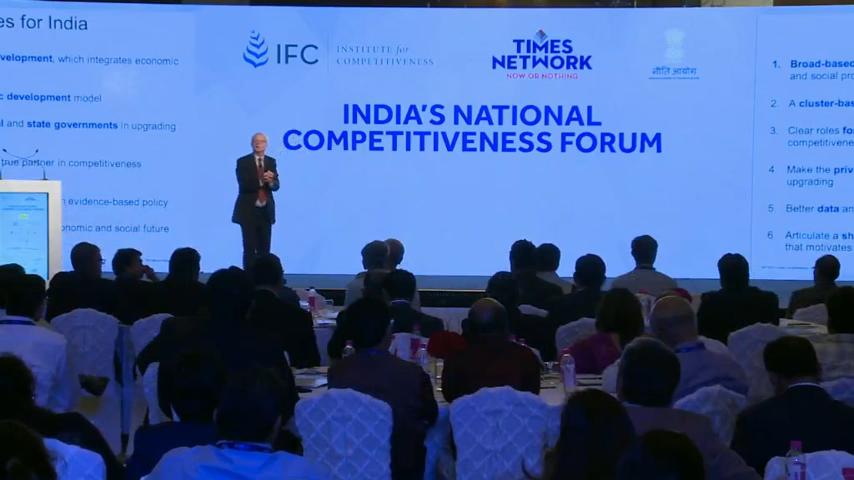 es for India
evelopment, which integrates economic
c development model
al and state governments in upgrading
true partner in competitiveness
n evidence-based policy
onomic and social future
IFC
INSTITUTE for
COMPETITIVENESS
TIMES
NETWORK
NOW OR NOTHING
नीति आयोग
INDIA'S NATIONAL
COMPETITIVENESS FORUM
1. Broad-based
and social pro
2. A cluster-bas
3. Clear roles fo
competitivene
4. Make the priv
upgrading
5. Better data an
6. Articulate a sh
that motivates